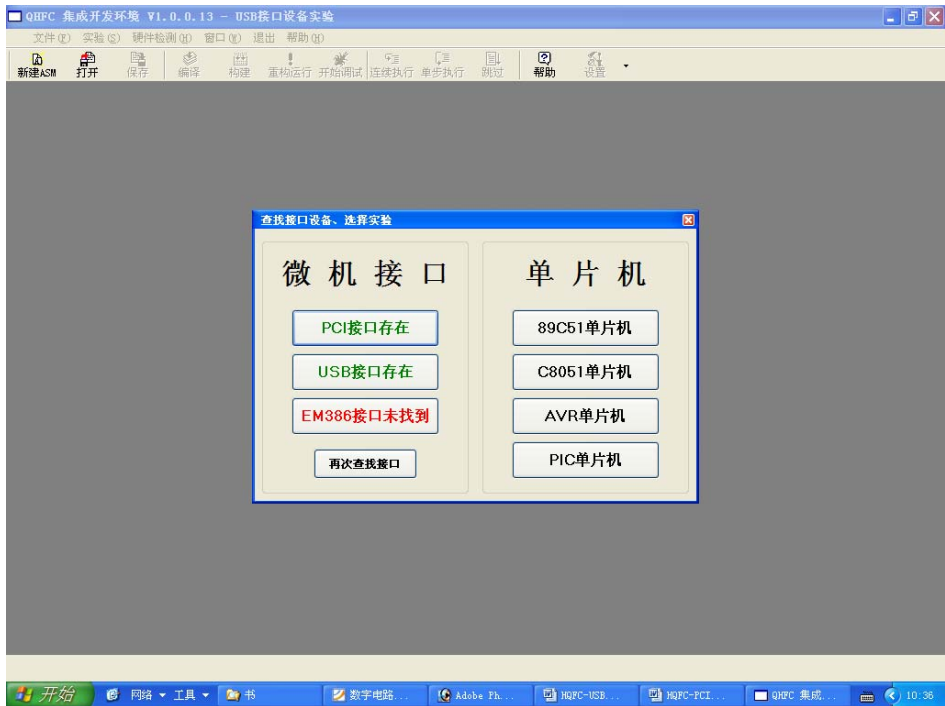 QHFC 集成开发环境 V1.0.0.13 - USB接口设备实验
文件(F) 实验(S) 硬件检测(H) 窗口(W) 退出 帮助(H)
新建ASM 打开 保存 编译 构建 重构运行 开始调试 连续执行 单步执行 跳过 帮助 设置
查找接口设备、选择实验
微机接口 单片机
PCI接口存在 89C51单片机
USB接口存在 C8051单片机
EM386接口未找到 AVR单片机
再次查找接口 PIC单片机
开始 网络 工具 书 数字电路... Adobe Ph... HQFC-USB... HQFC-PCI... QHFC 集成... 10:36